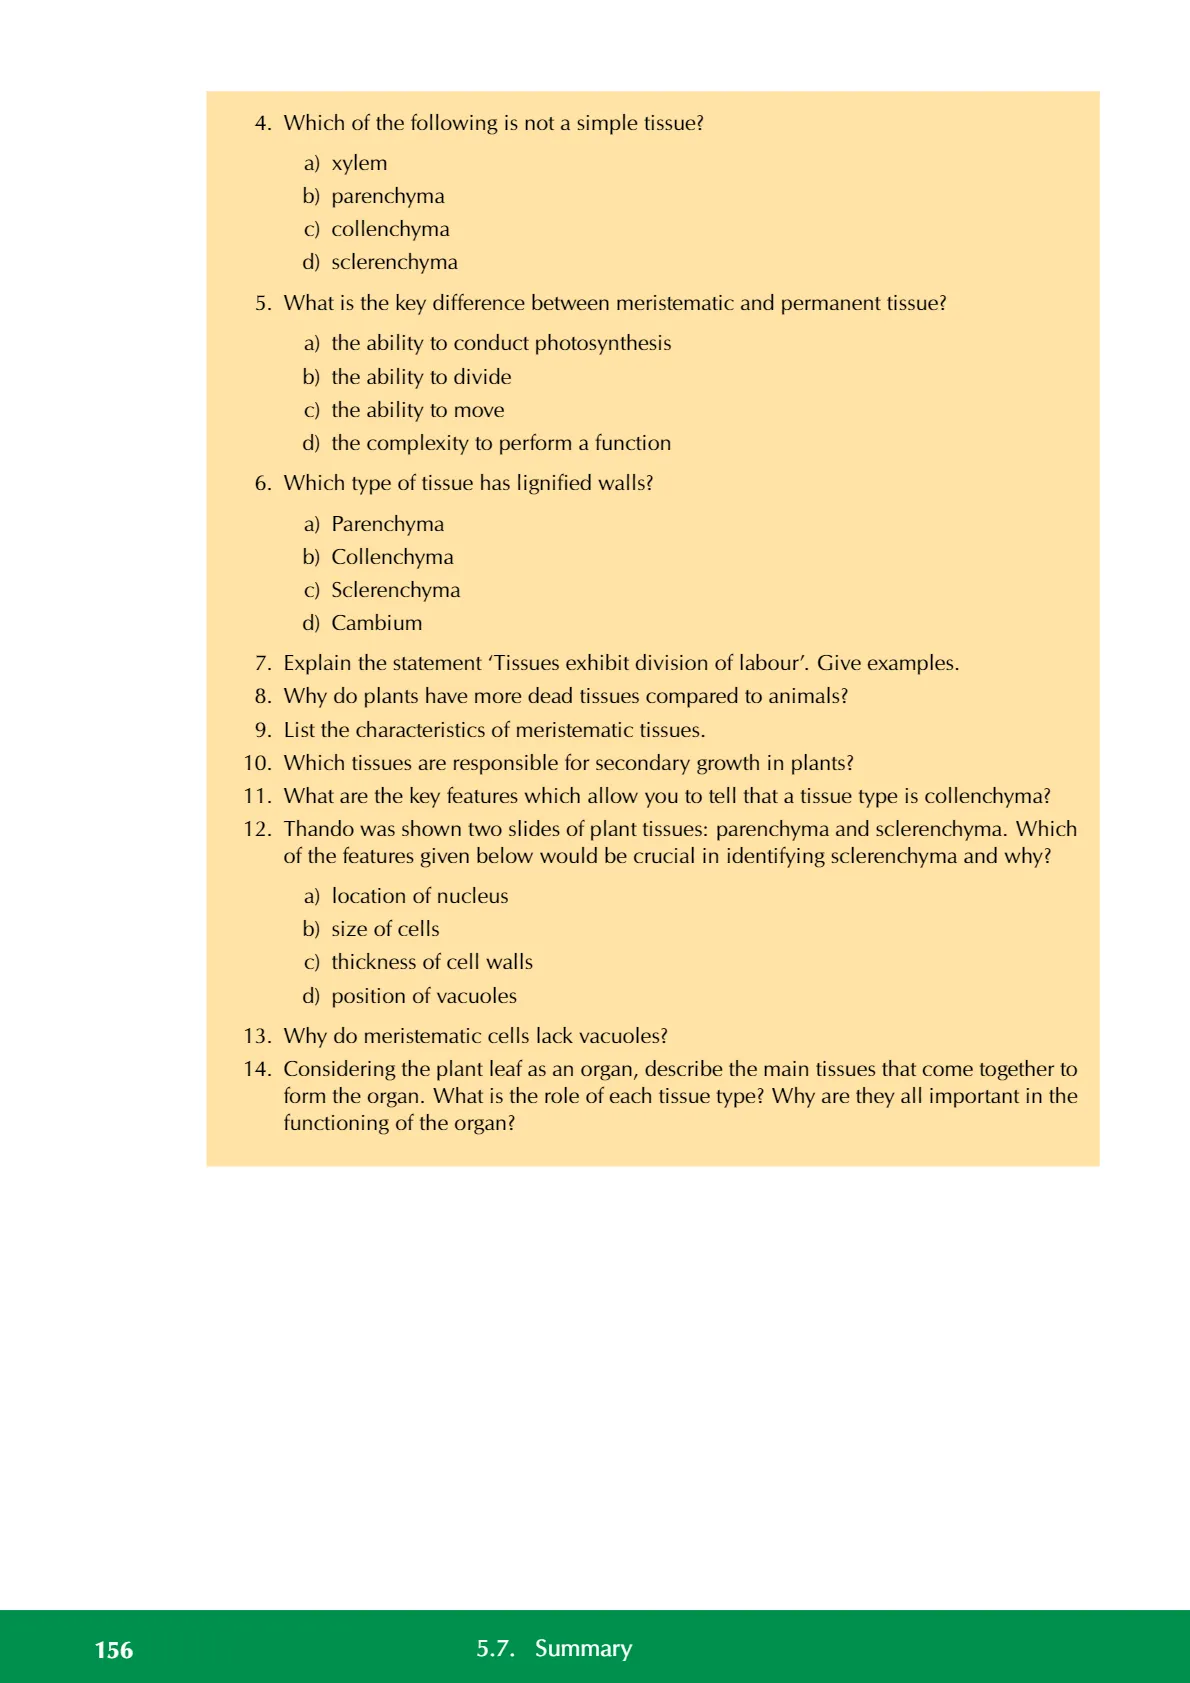 4. Which of the following is not a simple tissue?
a) xylem
b) parenchyma
c) collenchyma
d) sclerenchyma
5. What is the key difference between meristematic and permanent tissue?
a) the ability to conduct photosynthesis
b) the ability to divide
c) the ability to move
d) the complexity to perform a function
6. Which type of tissue has lignified walls?
a) Parenchyma
b) Collenchyma
c) Sclerenchyma
d) Cambium
7. Explain the statement ‘Tissues exhibit division of labour’. Give examples.
8. Why do plants have more dead tissues compared to animals?
9. List the characteristics of meristematic tissues.
10. Which tissues are responsible for secondary growth in plants?
11. What are the key features which allow you to tell that a tissue type is collenchyma?
12. Thando was shown two slides of plant tissues: parenchyma and sclerenchyma. Which
of the features given below would be crucial in identifying sclerenchyma and why?
a) location of nucleus
b) size of cells
c) thickness of cell walls
d) position of vacuoles
13. Why do meristematic cells lack vacuoles?
14. Considering the plant leaf as an organ, describe the main tissues that come together to
form the organ. What is the role of each tissue type? Why are they all important in the
functioning of the organ?
156 5.7. Summary